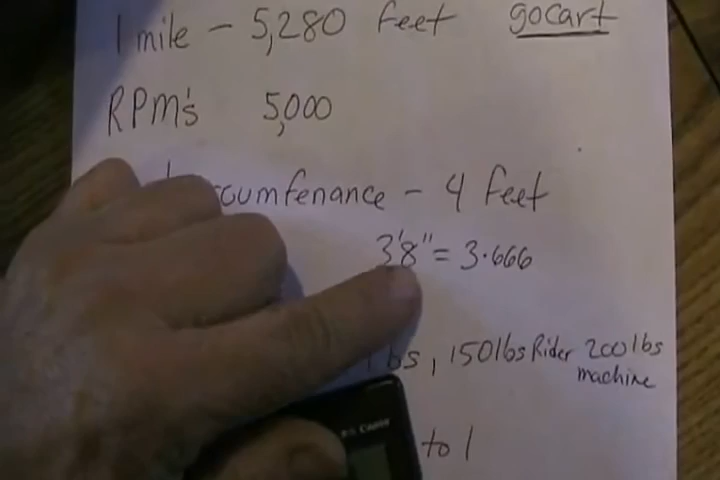 1 mile - 5,280 feet gocart
RPM's 5,000
cumfenance - 4 feet
3'8" = 3.666
lbs, 150lbs Rider 200lbs
machine
to 1